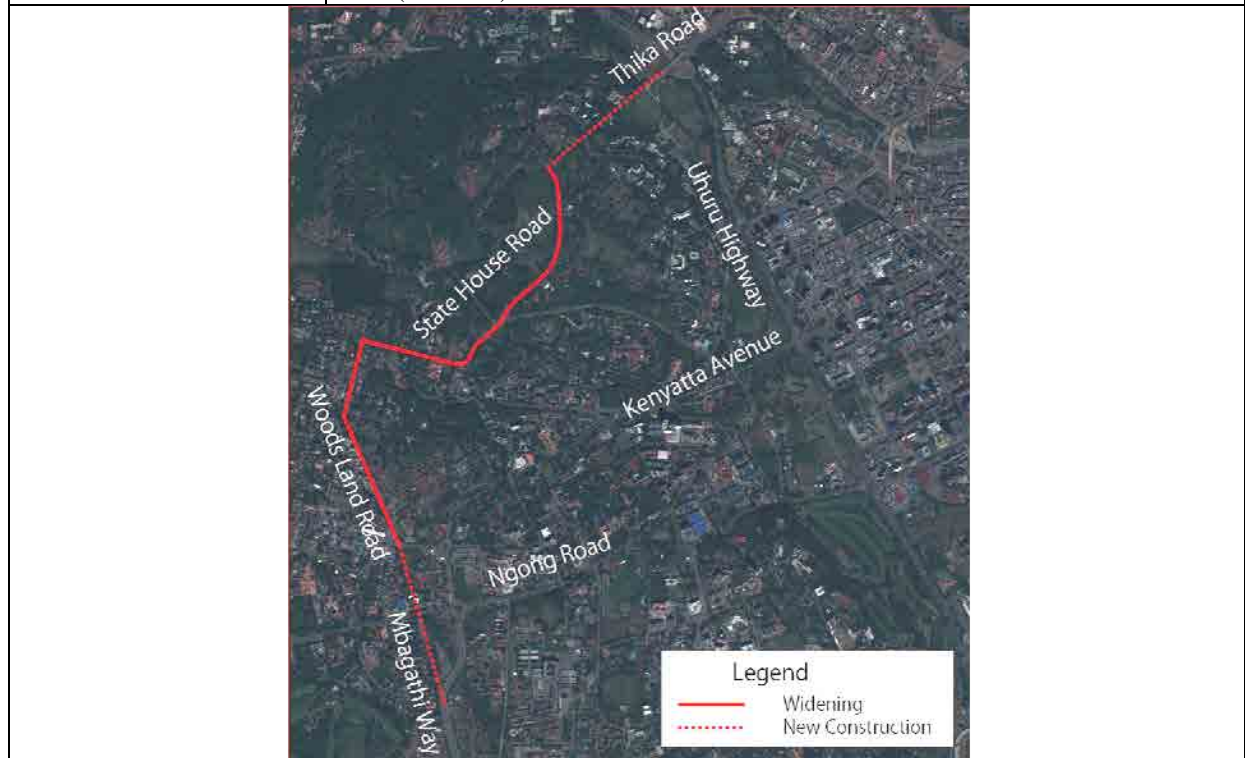 Thika Road
Uhuru Highway
State House Road
Kenyatta Avenue
Woods Land Road
Ngong Road
Mbagathi Way
Legend
Widening
New Construction